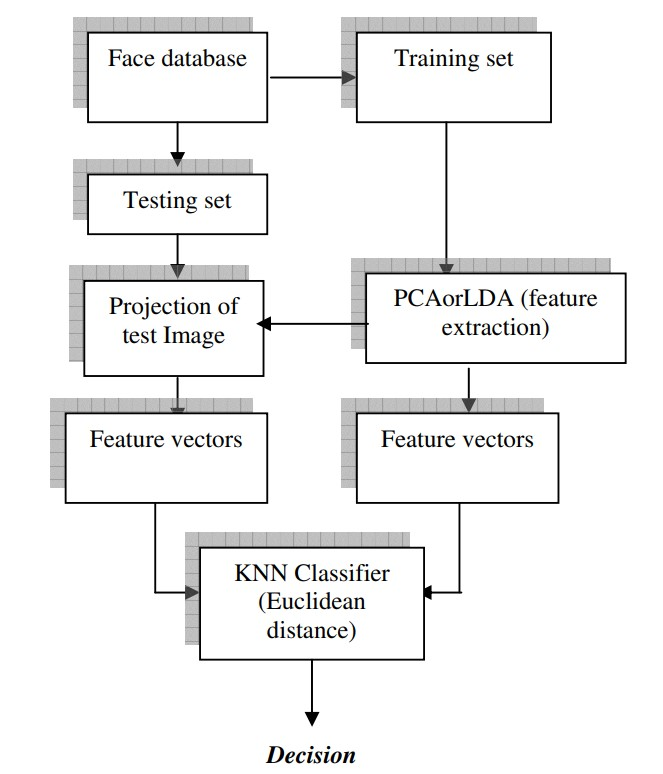 Face database
Training set
Testing set
Projection of
test Image
PCAorLDA (feature
extraction)
Feature vectors
Feature vectors
KNN Classifier
(Euclidean
distance)
Decision